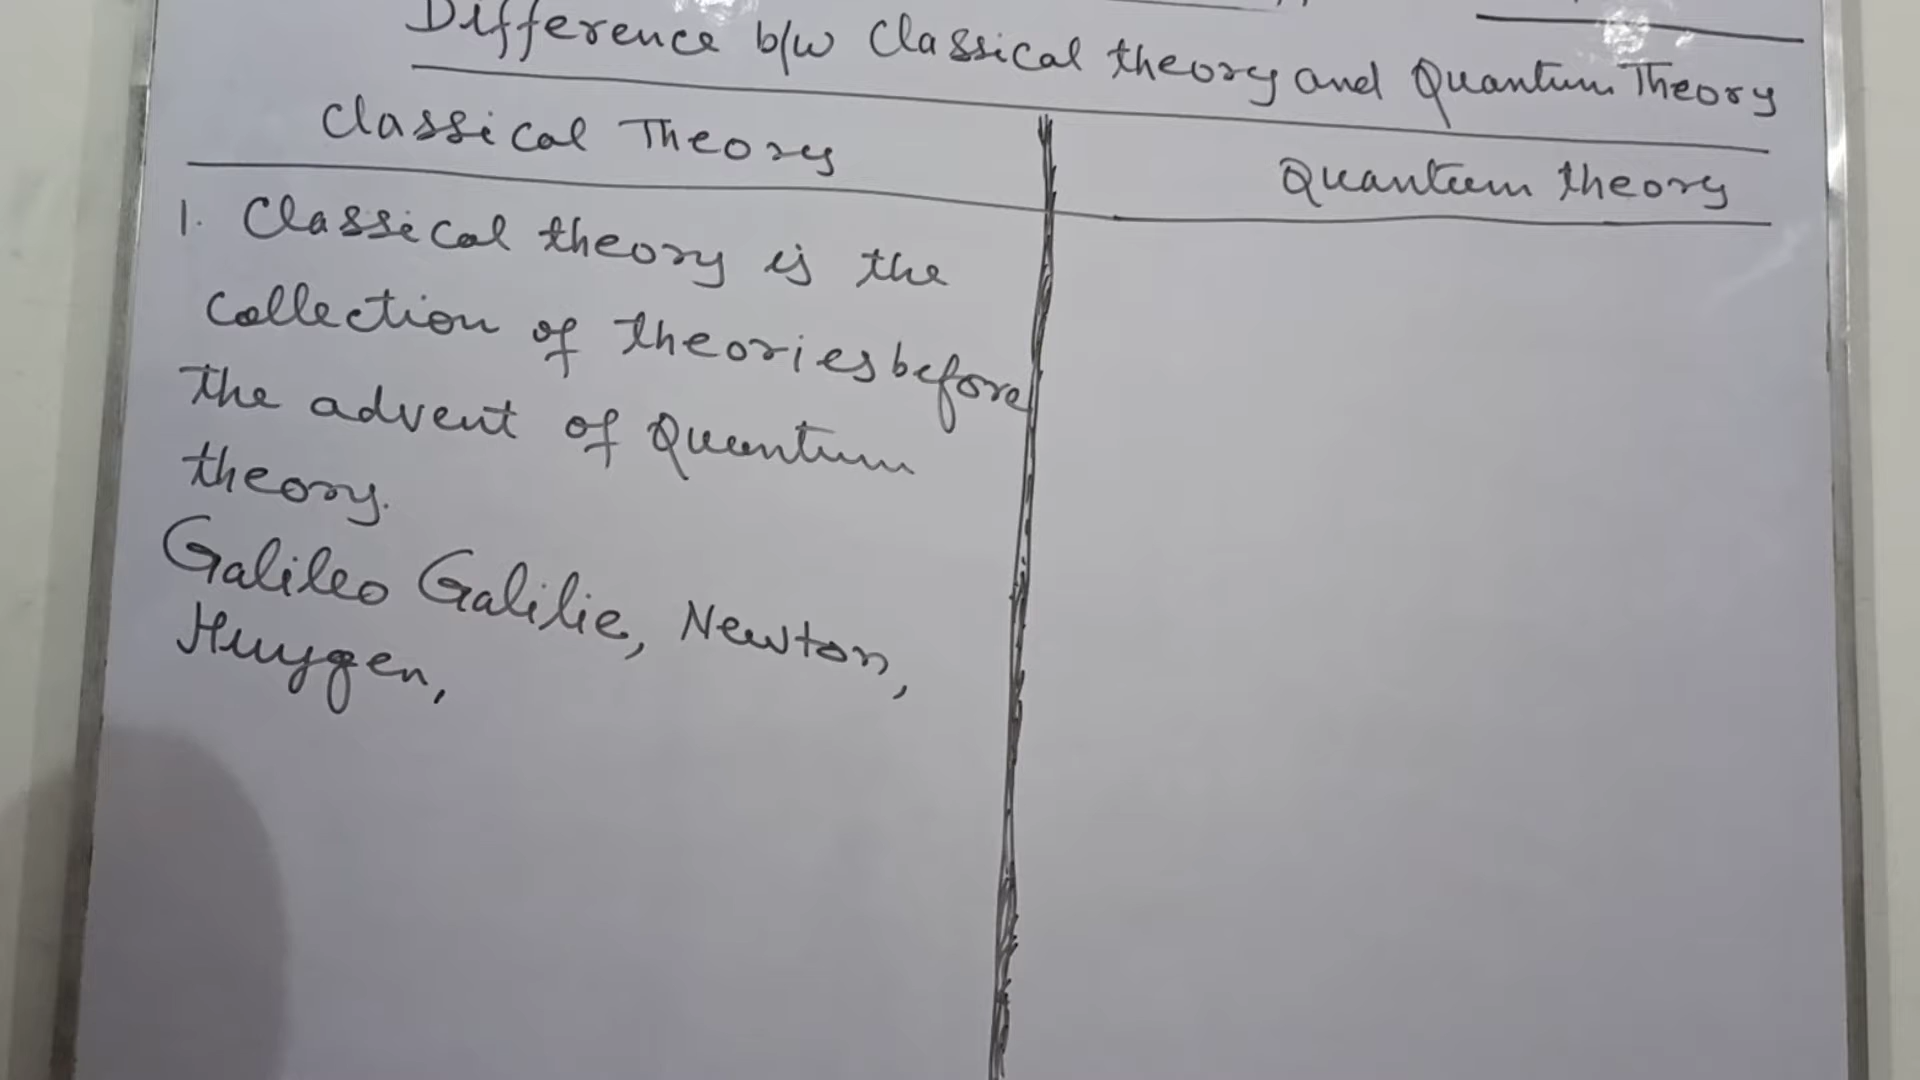 Difference b/w Classical theory and Quantum Theory
Classical Theory
Quantum theory
1. Classical theory is the
collection of theories before
the advent of Quantum
theory.
Galileo Galilie, Newton,
Huygen,